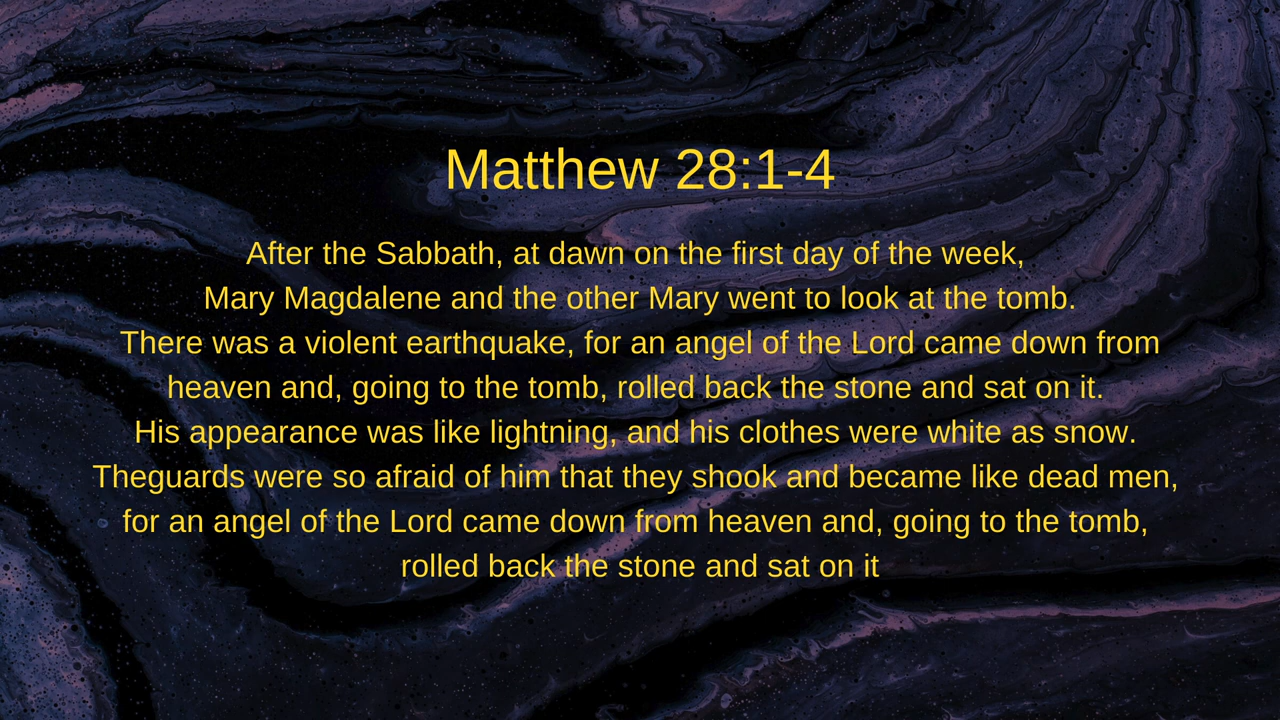 Matthew 28:1-4
After the Sabbath, at dawn on the first day of the week,
Mary Magdalene and the other Mary went to look at the tomb.
There was a violent earthquake, for an angel of the Lord came down from
heaven and, going to the tomb, rolled back the stone and sat on it.
His appearance was like lightning, and his clothes were white as snow.
Theguards were so afraid of him that they shook and became like dead men,
for an angel of the Lord came down from heaven and, going to the tomb,
rolled back the stone and sat on it